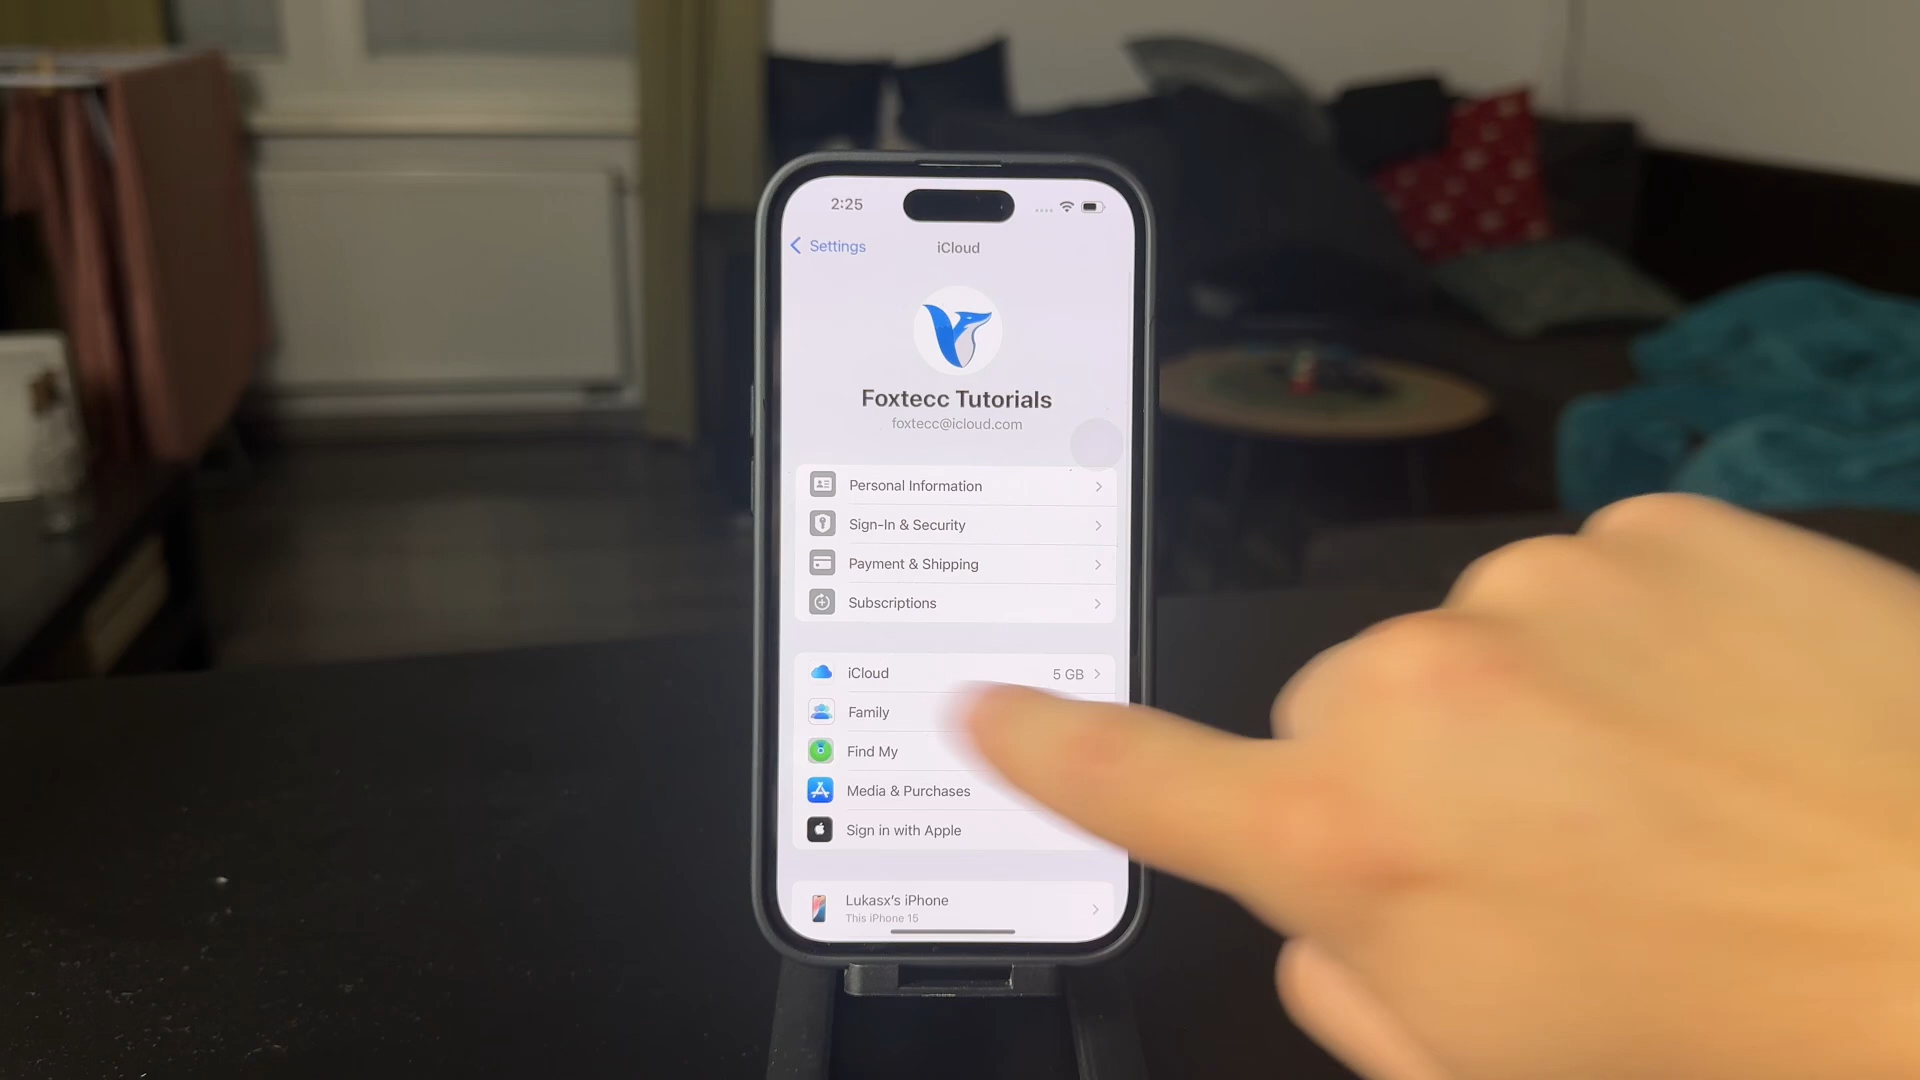 2:25
Settings
iCloud
Foxtecc Tutorials
foxtecc@icloud.com
Personal Information
Sign-In & Security
Payment & Shipping
Subscriptions
iCloud 5 GB
Family
Find My
Media & Purchases
Sign in with Apple
Lukasx's iPhone
This iPhone 15